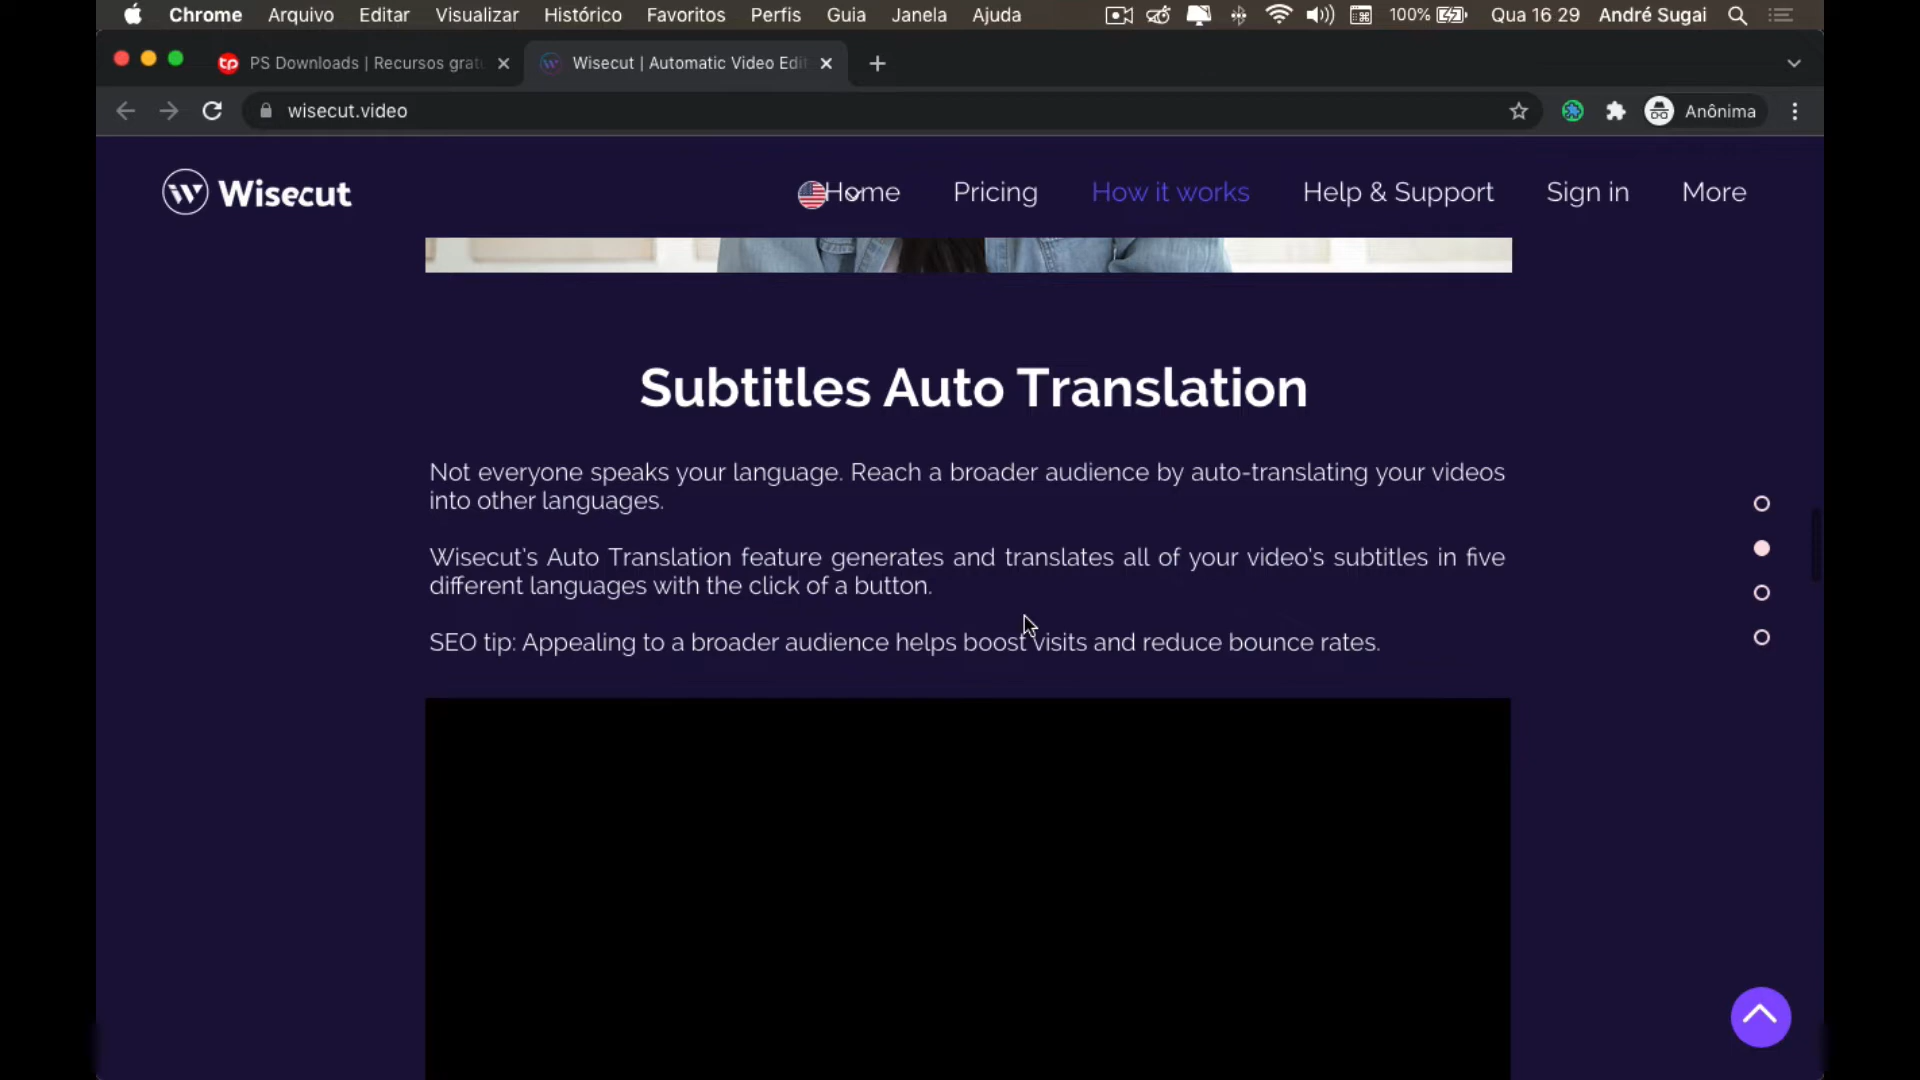 Chrome Arquivo Editar Visualizar Histórico Favoritos Perfis Guia Janela Ajuda 100% Qua 16 29 André Sugai
tp PS Downloads | Recursos grat Wisecut | Automatic Video Edi
wisecut.video Anônima
W Wisecut Home Pricing How it works Help & Support Sign in More
Subtitles Auto Translation
Not everyone speaks your language. Reach a broader audience by auto-translating your videos
into other languages.
Wisecut's Auto Translation feature generates and translates all of your video's subtitles in five
different languages with the click of a button.
SEO tip: Appealing to a broader audience helps boost visits and reduce bounce rates.